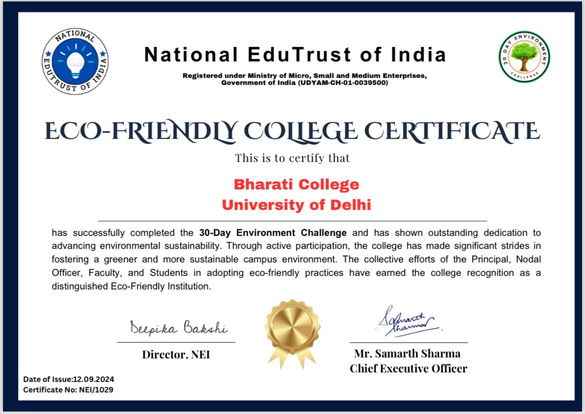 NATIONAL
EDUTRUST OF INDIA
National EduTrust of India
Registered under Ministry of Micro, Small and Medium Enterprises,
Government of India (UDYAM-CH-01-0039500)
30 DAY ENVIRONMENT
CHALLENGE
ECO-FRIENDLY COLLEGE CERTIFICATE
This is to certify that
Bharati College
University of Delhi
has successfully completed the 30-Day Environment Challenge and has shown outstanding dedication to
advancing environmental sustainability. Through active participation, the college has made significant strides in
fostering a greener and more sustainable campus environment. The collective efforts of the Principal, Nodal
Officer, Faculty, and Students in adopting eco-friendly practices have earned the college recognition as a
distinguished Eco-Friendly Institution.
Deepika Bakshi
Director, NEI
Samarth
Sharma
Mr. Samarth Sharma
Chief Executive Officer
Date of Issue:12.09.2024
Certificate No: NEI/1029